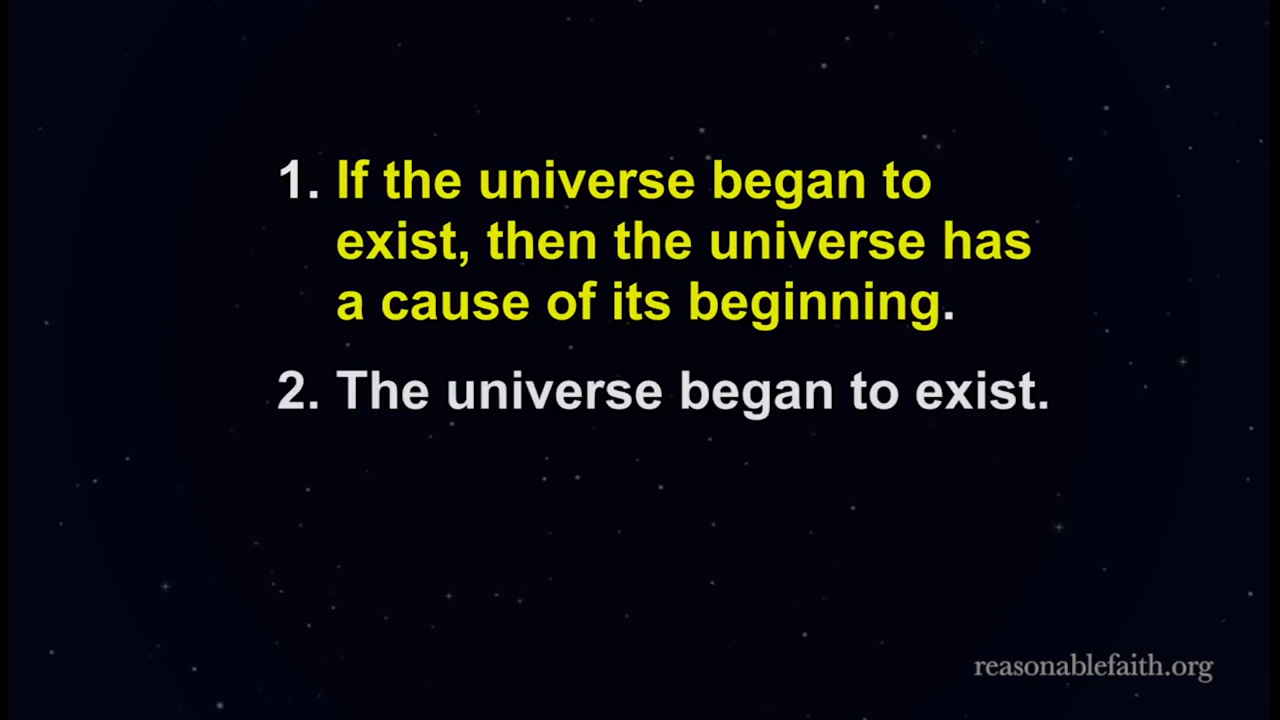 1. If the universe began to
exist, then the universe has
a cause of its beginning.
2. The universe began to exist.
reasonablefaith.org